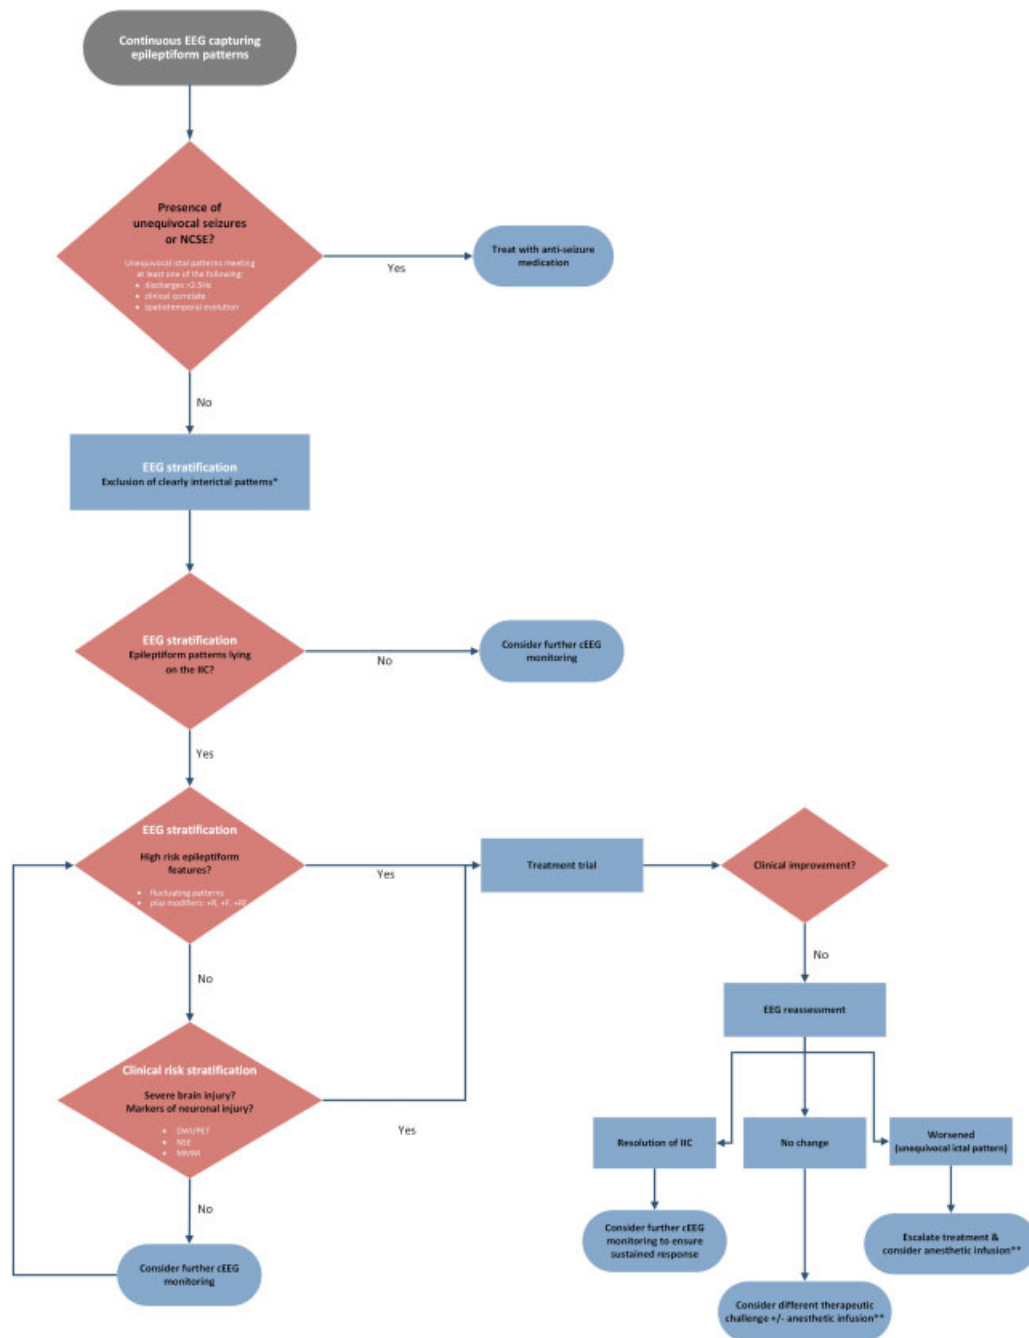 Continuous EEG capturing
epileptiform patterns
Presence of
unequivocal seizures
or NCSE?
Unequivocal ictal patterns meeting
at least one of the following:
• discharges >2.5Hz
• clinical correlate
• spatiotemporal evolution
Yes
Treat with anti-seizure
medication
No
EEG stratification
Exclusion of clearly interictal patterns*
EEG stratification
Epileptiform patterns lying
on the IIC?
No
Consider further cEEG
monitoring
Yes
EEG stratification
High risk epileptiform
features?
• fluctuating patterns
• plus modifiers: +R, +F, +RF
Yes
Treatment trial
Clinical improvement?
No
No
EEG reassessment
Clinical risk stratification
Severe brain injury?
Markers of neuronal injury?
• DWI/PET
• NSE
• MMM
Yes
Resolution of IIC
No change
Worsened
(unequivocal ictal pattern)
No
Consider further cEEG
monitoring
Consider further cEEG
monitoring to ensure
sustained response
Escalate treatment &
consider anesthetic infusion**
Consider different therapeutic
challenge +/- anesthetic infusion**